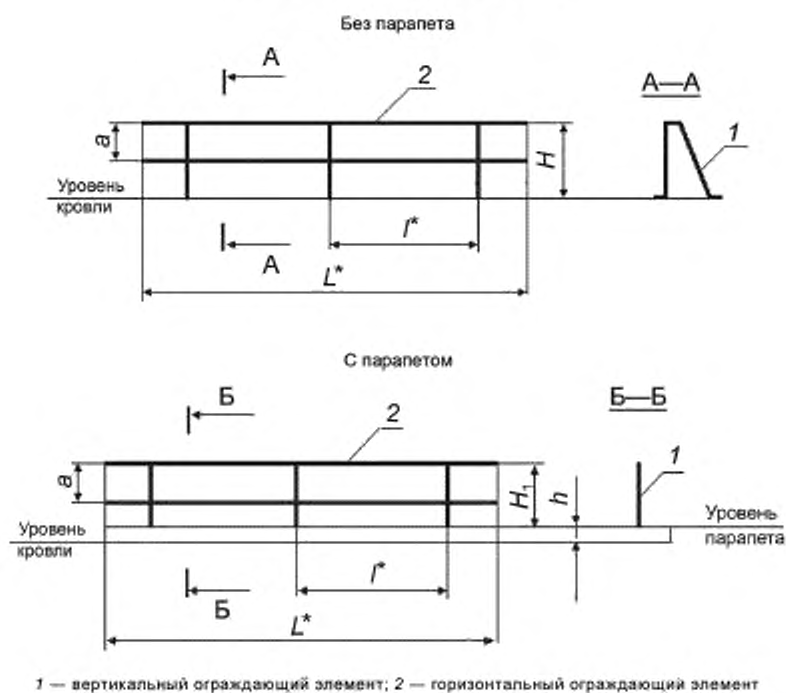 Без парапета
А
2
А—А
1
a
H
Уровень
кровли
l*
А
L*
С парапетом
Б
2
Б—Б
1
a
H₁
h
Уровень
кровли
Уровень
парапета
l*
Б
L*
1 — вертикальный ограждающий элемент; 2 — горизонтальный ограждающий элемент